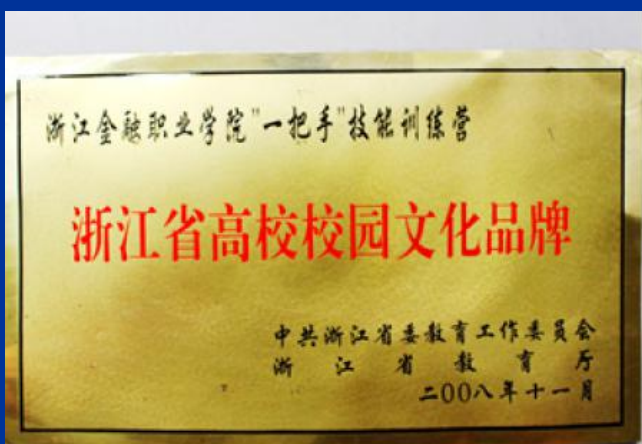 浙江金融职业学院"一把手"技能训练营
浙江省高校校园文化品牌
中共浙江省委教育工作委员会
浙江省教育厅
二00八年十一月